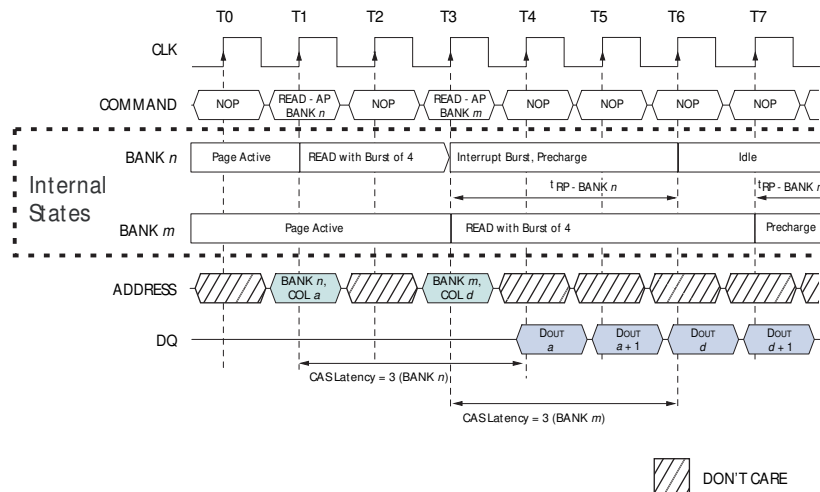 T0 T1 T2 T3 T4 T5 T6 T7
CLK
COMMAND NOP READ - AP BANK n NOP READ - AP BANK m NOP NOP NOP NOP
Internal States
BANK n Page Active READ with Burst of 4 Interrupt Burst, Precharge Idle
tRP - BANK n tRP - BANK n
BANK m Page Active READ with Burst of 4 Precharge
ADDRESS BANK n, COL a BANK m, COL d
DQ DOUT a DOUT a + 1 DOUT d DOUT d + 1
CAS Latency = 3 (BANK n)
CAS Latency = 3 (BANK m)
DON'T CARE